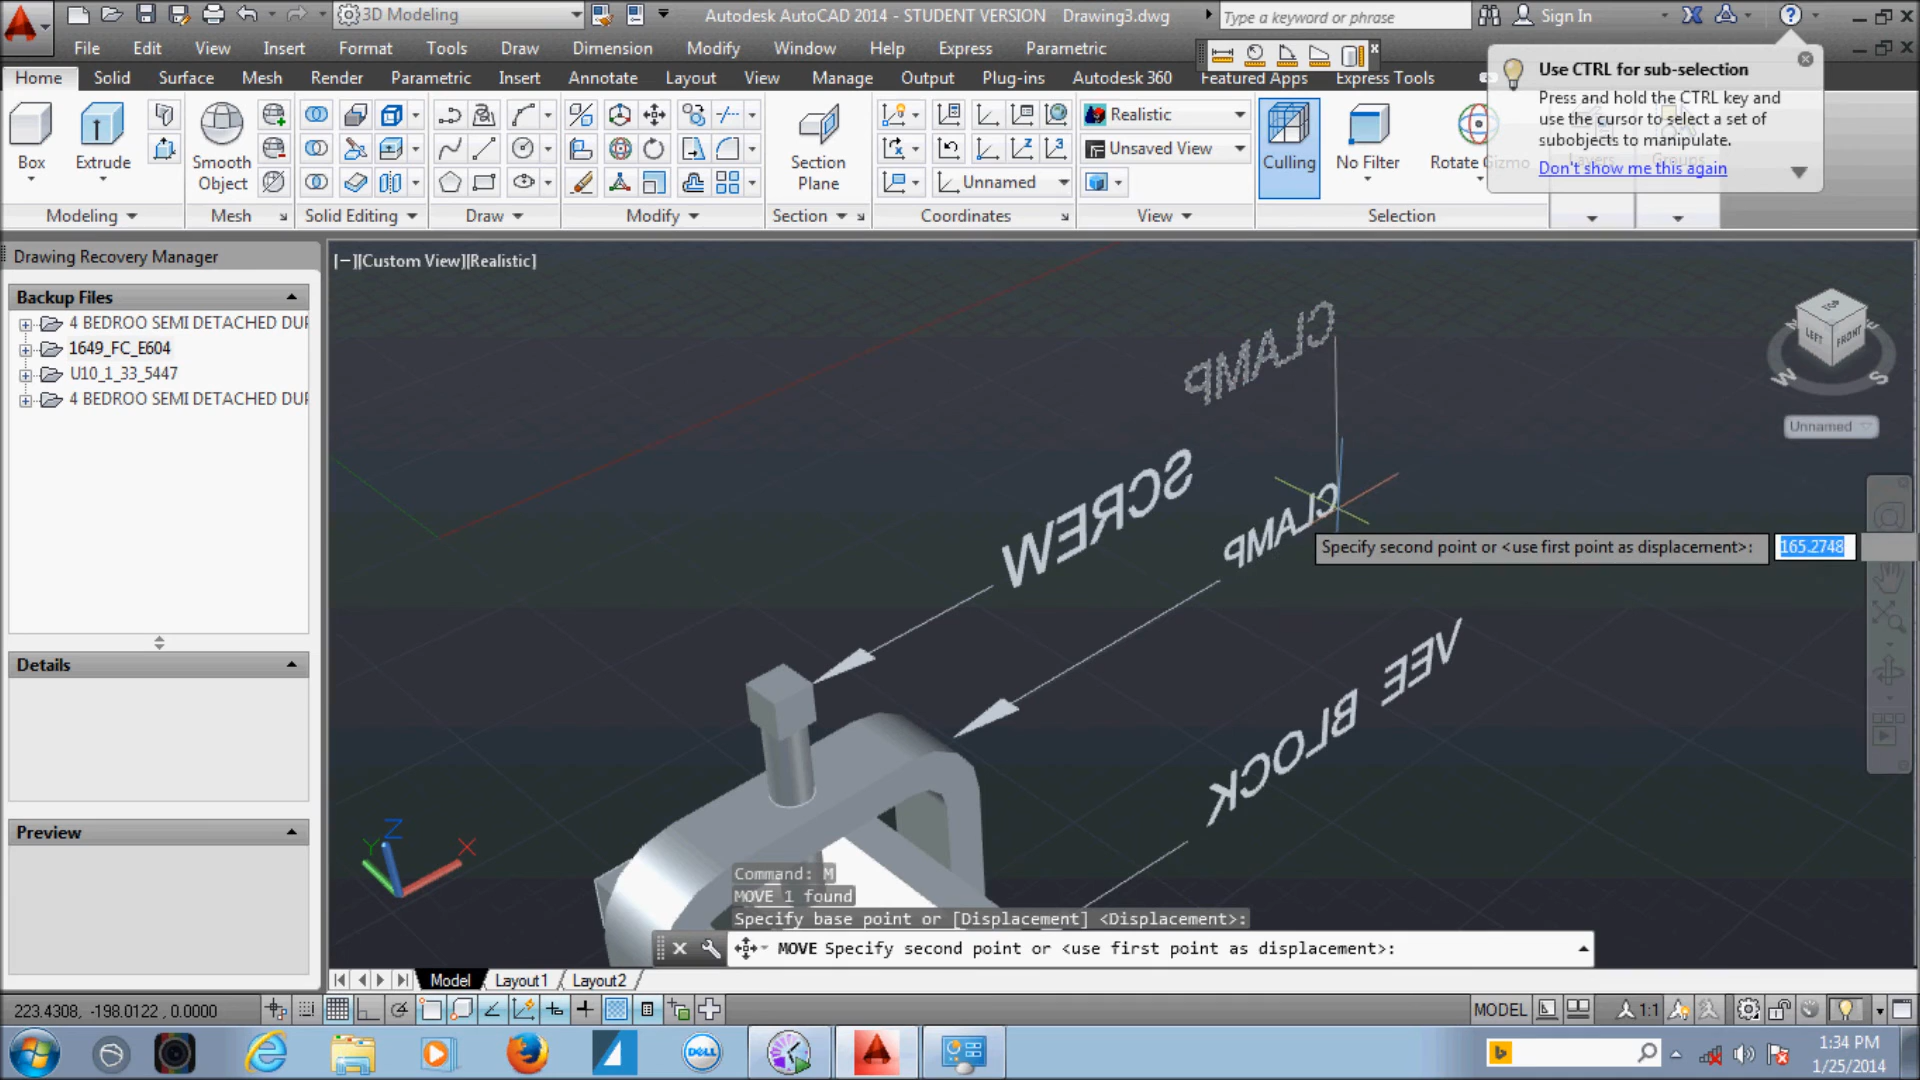 3D Modeling
Autodesk AutoCAD 2014 - STUDENT VERSION Drawing3.dwg
Type a keyword or phrase
Sign In
File Edit View Insert Format Tools Draw Dimension Modify Window Help Express Parametric
Home Solid Surface Mesh Render Parametric Insert Annotate Layout View Manage Output Plug-ins Autodesk 360 Featured Apps Express Tools
Use CTRL for sub-selection
Press and hold the CTRL key and
use the cursor to select a set of
subobjects to manipulate.
Don't show me this again
Box
Extrude
Smooth
Object
Section
Plane
Realistic
Unsaved View
Unnamed
Culling
No Filter
Rotate Gizmo
Layers
Groups
Modeling
Mesh
Solid Editing
Draw
Modify
Section
Coordinates
View
Selection
Drawing Recovery Manager
Backup Files
4 BEDROO SEMI DETACHED DUP
1649_FC_E604
U10_1_33_5447
4 BEDROO SEMI DETACHED DUP
Details
Preview
[−][Custom View][Realistic]
CLAMP
SCREW
CLAMP
VEE BLOCK
TOP
LEFT
FRONT
N
E
W
S
Unnamed
Specify second point or <use first point as displacement>: 165.2748
X
Y
Z
Command: M
MOVE 1 found
Specify base point or [Displacement] <Displacement>:
MOVE Specify second point or <use first point as displacement>:
Model Layout1 Layout2
223.4308, -198.0122, 0.0000
MODEL
1:1
DELL
1:34 PM
1/25/2014